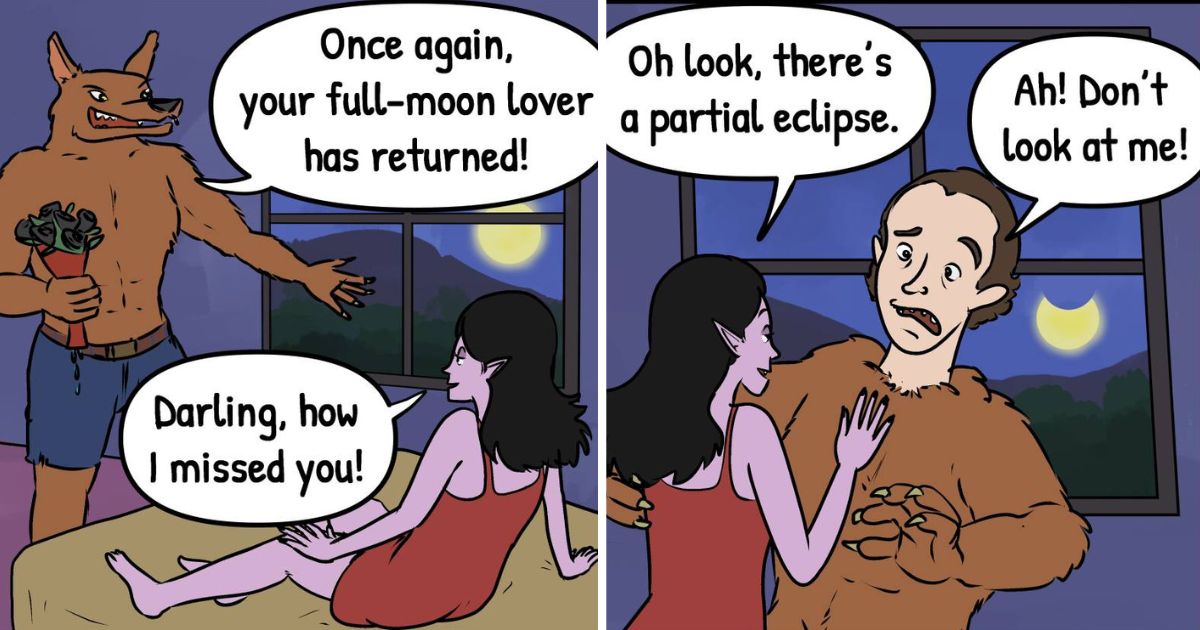 Once again,
your full-moon lover
has returned!
Darling, how
I missed you!
Oh look, there's
a partial eclipse.
Ah! Don't
look at me!